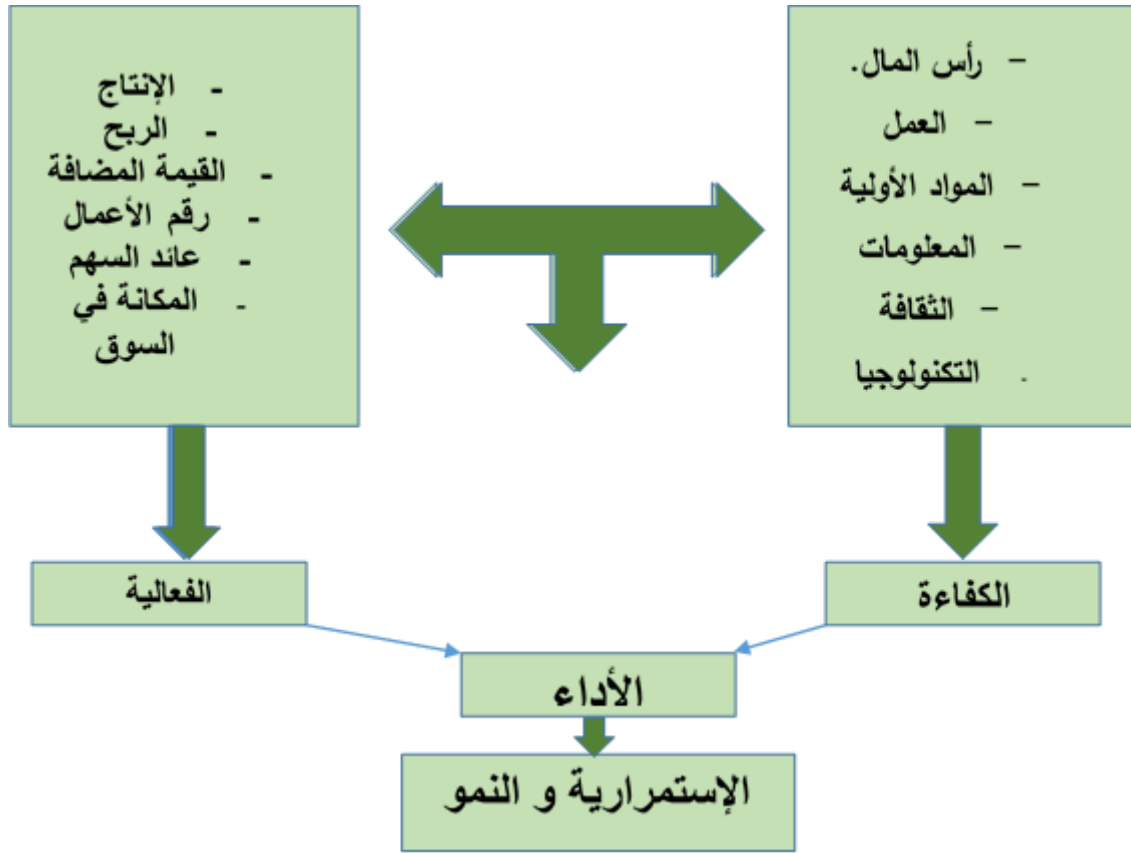 – رأس المال.
– العمل
– المواد الأولية
– المعلومات
– الثقافة
- التكنولوجيا
- الإنتاج
- الربح
- القيمة المضافة
- رقم الأعمال
- عائد السهم
- المكانة في
السوق
الكفاءة
الفعالية
الأداء
الإستمرارية و النمو